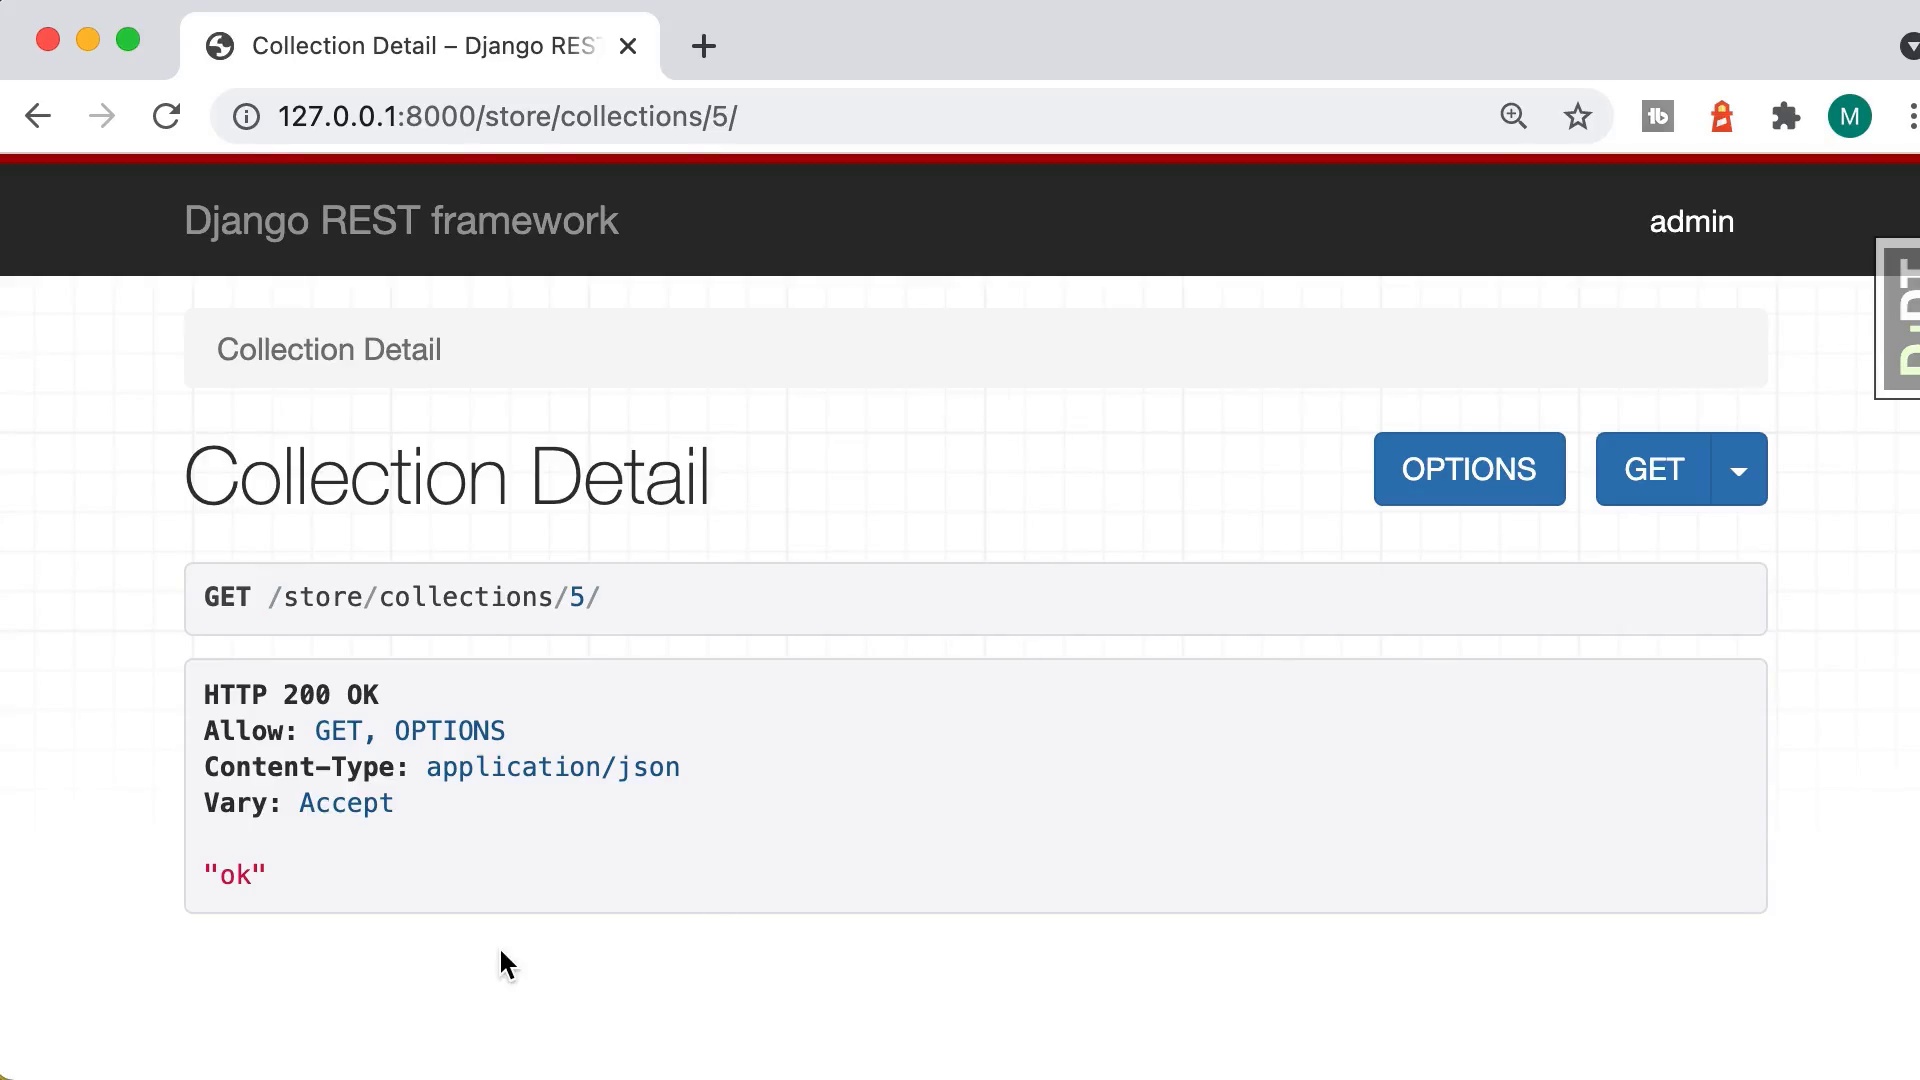 Collection Detail – Django RES
127.0.0.1:8000/store/collections/5/
M
Django REST framework
admin
DjDT
Collection Detail
Collection Detail
OPTIONS
GET
GET /store/collections/5/
HTTP 200 OK
Allow: GET, OPTIONS
Content-Type: application/json
Vary: Accept
"ok"